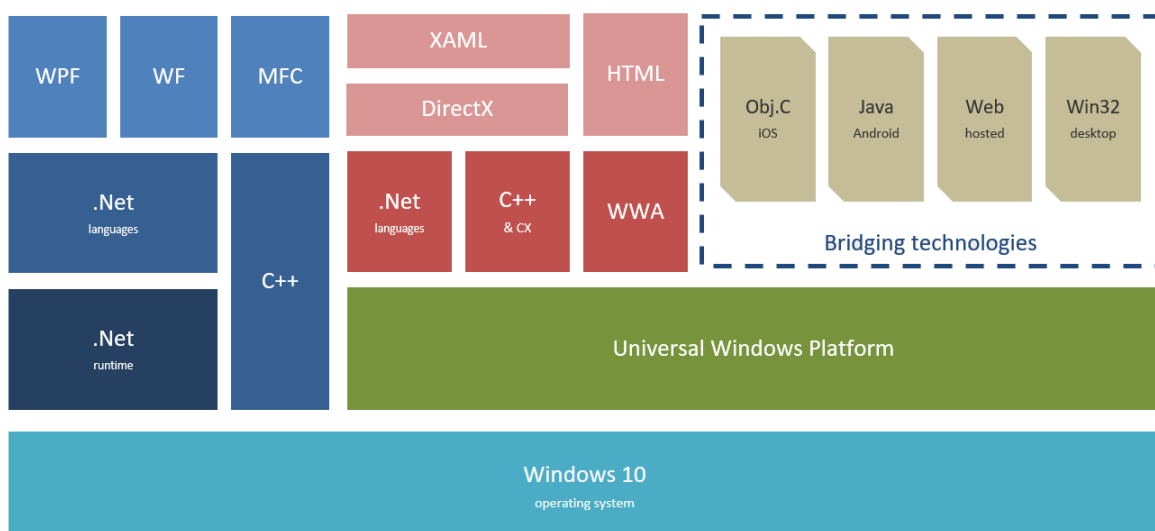 WPF
WF
MFC
XAML
DirectX
HTML
Obj.C
iOS
Java
Android
Web
hosted
Win32
desktop
Bridging technologies
.Net
languages
C++
.Net
languages
C++
& CX
WWA
.Net
runtime
Universal Windows Platform
Windows 10
operating system